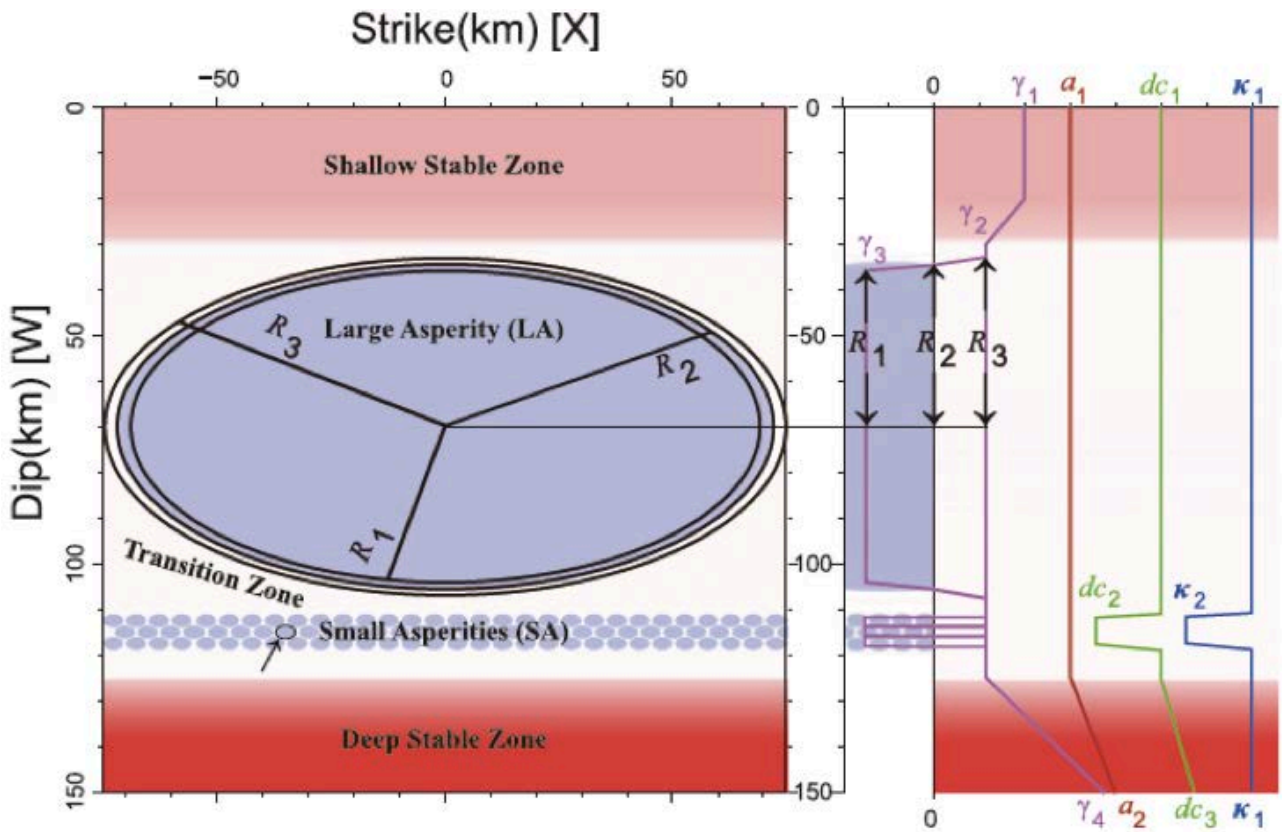 Strike(km) [X]
−50 0 50
0 γ1 a1 dc1 κ1
Dip(km) [W]
0
50
100
150
0
50
100
150
Shallow Stable Zone
Large Asperity (LA)
R3
R2
R1
Transition Zone
Small Asperities (SA)
Deep Stable Zone
γ2
γ3
R1 R2 R3
dc2 κ2
0 γ4 a2 dc3 κ1